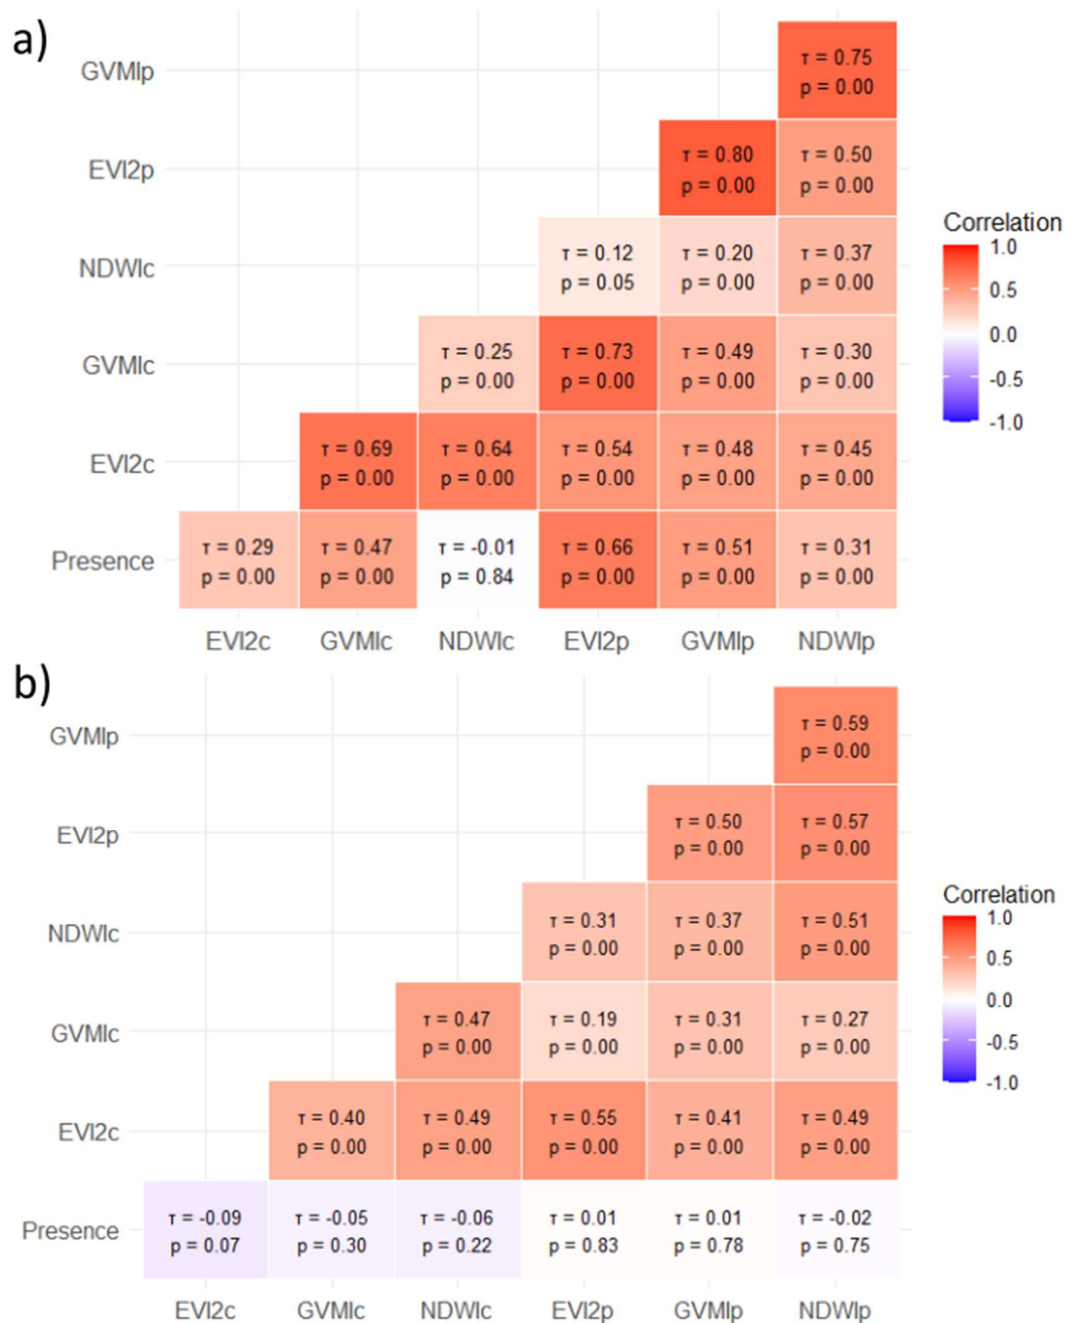 a)
GVMIp
τ = 0.75
p = 0.00
EVI2p
τ = 0.80 τ = 0.50
p = 0.00 p = 0.00
NDWIc
τ = 0.12 τ = 0.20 τ = 0.37
p = 0.05 p = 0.00 p = 0.00
GVMIc
τ = 0.25 τ = 0.73 τ = 0.49 τ = 0.30
p = 0.00 p = 0.00 p = 0.00 p = 0.00
EVI2c
τ = 0.69 τ = 0.64 τ = 0.54 τ = 0.48 τ = 0.45
p = 0.00 p = 0.00 p = 0.00 p = 0.00 p = 0.00
Presence
τ = 0.29 τ = 0.47 τ = -0.01 τ = 0.66 τ = 0.51 τ = 0.31
p = 0.00 p = 0.00 p = 0.84 p = 0.00 p = 0.00 p = 0.00
EVI2c GVMIc NDWIc EVI2p GVMIp NDWIp
Correlation
1.0
0.5
0.0
-0.5
-1.0
b)
GVMIp
τ = 0.59
p = 0.00
EVI2p
τ = 0.50 τ = 0.57
p = 0.00 p = 0.00
NDWIc
τ = 0.31 τ = 0.37 τ = 0.51
p = 0.00 p = 0.00 p = 0.00
GVMIc
τ = 0.47 τ = 0.19 τ = 0.31 τ = 0.27
p = 0.00 p = 0.00 p = 0.00 p = 0.00
EVI2c
τ = 0.40 τ = 0.49 τ = 0.55 τ = 0.41 τ = 0.49
p = 0.00 p = 0.00 p = 0.00 p = 0.00 p = 0.00
Presence
τ = -0.09 τ = -0.05 τ = -0.06 τ = 0.01 τ = 0.01 τ = -0.02
p = 0.07 p = 0.30 p = 0.22 p = 0.83 p = 0.78 p = 0.75
EVI2c GVMIc NDWIc EVI2p GVMIp NDWIp
Correlation
1.0
0.5
0.0
-0.5
-1.0